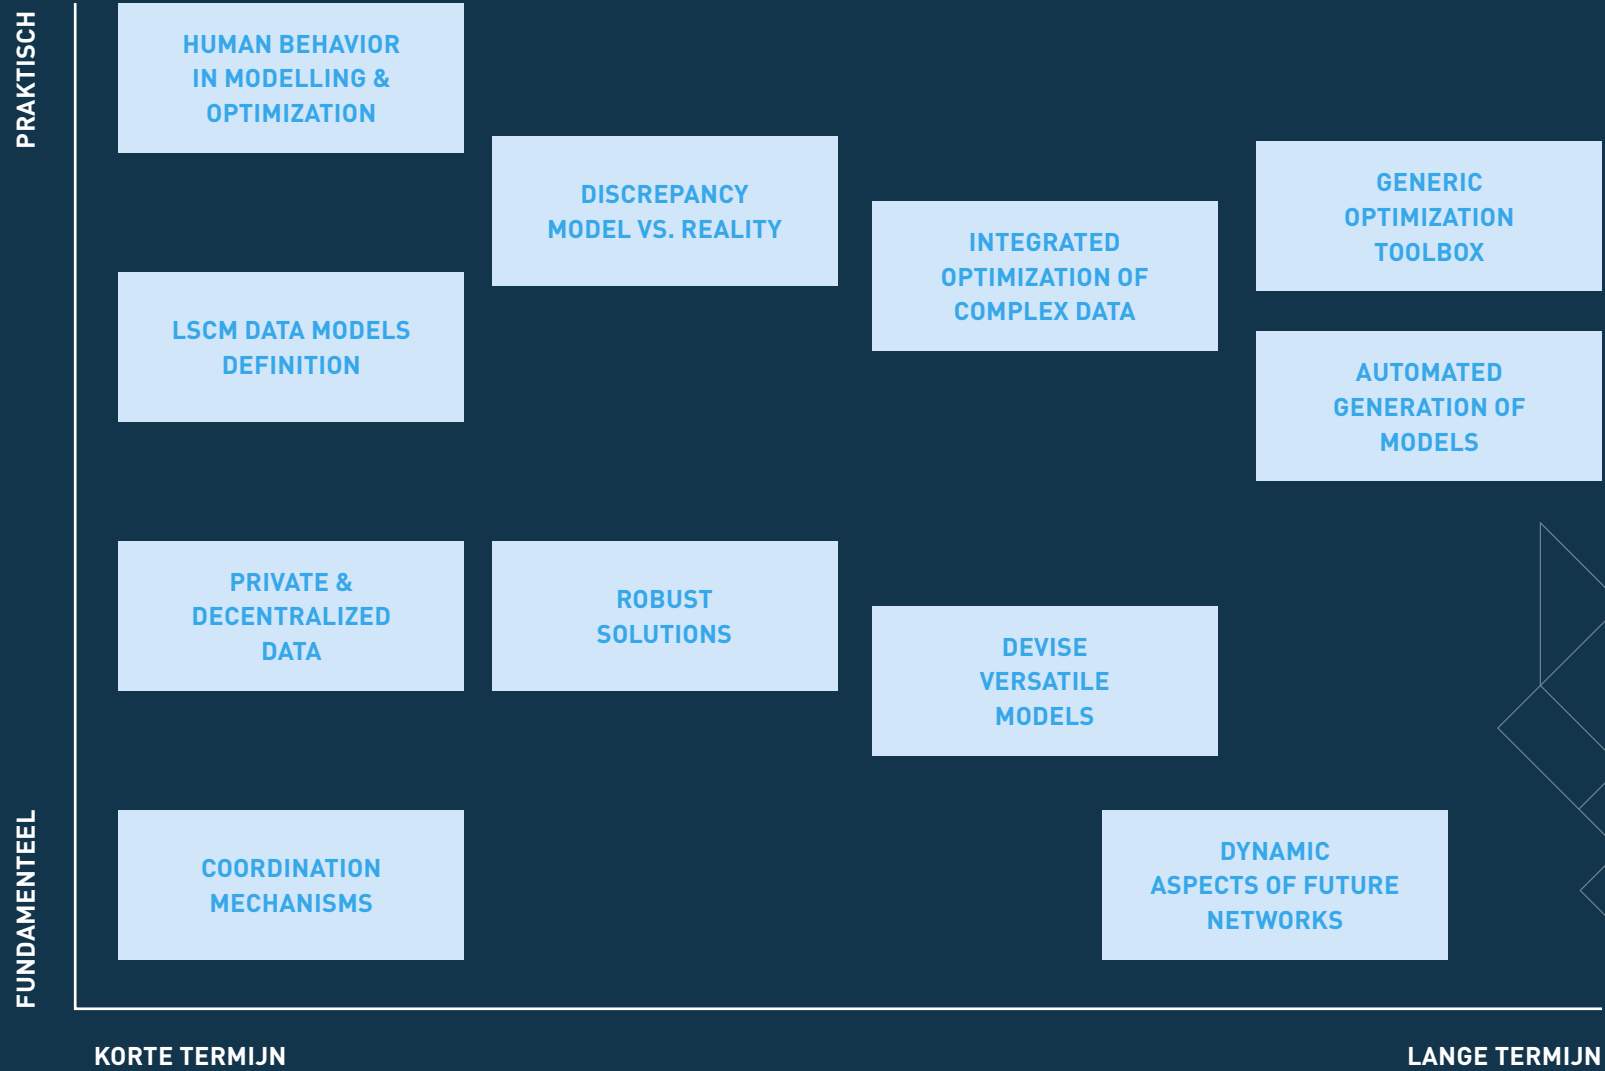 PRAKTISCH
HUMAN BEHAVIOR
IN MODELLING &
OPTIMIZATION
DISCREPANCY
MODEL VS. REALITY
GENERIC
OPTIMIZATION
TOOLBOX
INTEGRATED
OPTIMIZATION OF
COMPLEX DATA
LSCM DATA MODELS
DEFINITION
AUTOMATED
GENERATION OF
MODELS
PRIVATE &
DECENTRALIZED
DATA
ROBUST
SOLUTIONS
DEVISE
VERSATILE
MODELS
FUNDAMENTEEL
COORDINATION
MECHANISMS
DYNAMIC
ASPECTS OF FUTURE
NETWORKS
KORTE TERMIJN
LANGE TERMIJN